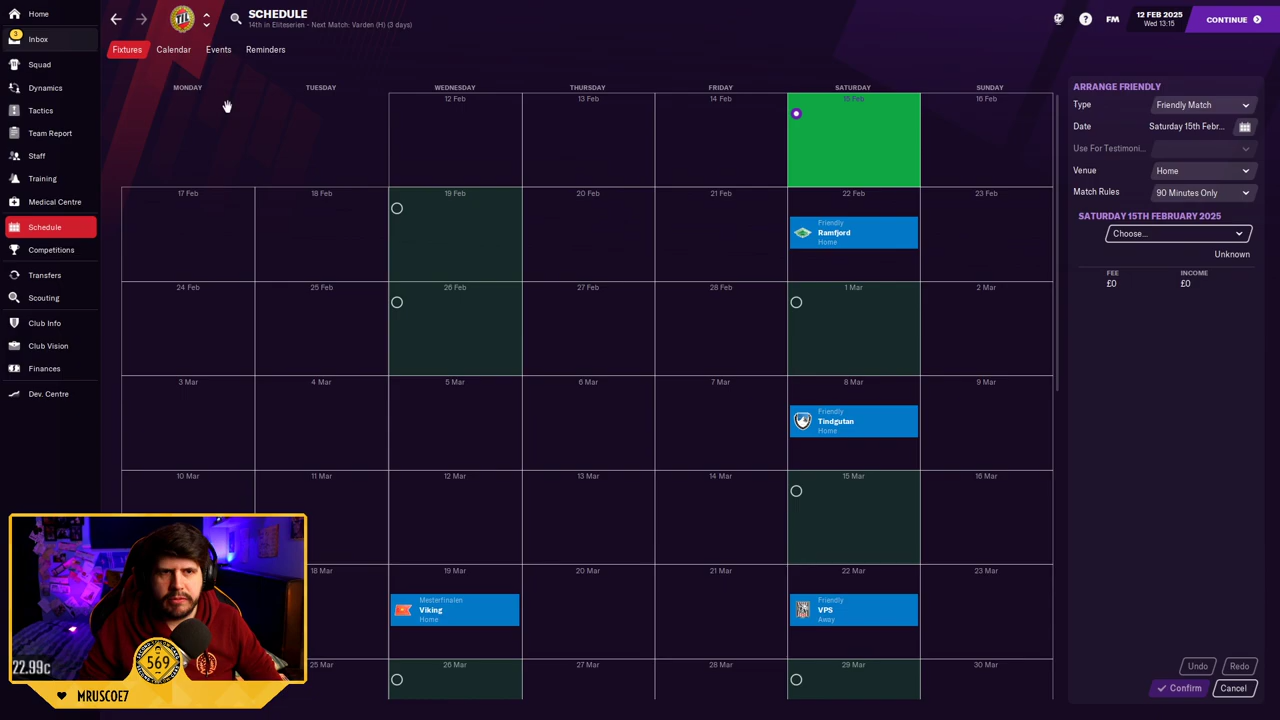 Home
3
Inbox
Squad
Dynamics
Tactics
Team Report
Staff
Training
Medical Centre
Schedule
Competitions
Transfers
Scouting
Club Info
Club Vision
Finances
Dev. Centre
TIL
SCHEDULE
14th in Eliteserien - Next Match: Varden (H) (3 days)
FM
12 FEB 2025
Wed 13:15
CONTINUE
Fixtures
Calendar
Events
Reminders
MONDAY
TUESDAY
WEDNESDAY
THURSDAY
FRIDAY
SATURDAY
SUNDAY
12 Feb
13 Feb
14 Feb
15 Feb
16 Feb
17 Feb
18 Feb
19 Feb
20 Feb
21 Feb
22 Feb
23 Feb
Friendly
Ramfjord
Home
24 Feb
25 Feb
26 Feb
27 Feb
28 Feb
1 Mar
2 Mar
3 Mar
4 Mar
5 Mar
6 Mar
7 Mar
8 Mar
9 Mar
Friendly
Tindgutan
Home
10 Mar
11 Mar
12 Mar
13 Mar
14 Mar
15 Mar
16 Mar
18 Mar
19 Mar
20 Mar
21 Mar
22 Mar
23 Mar
Mesterfinalen
Viking
Home
Friendly
VPS
Away
25 Mar
26 Mar
27 Mar
28 Mar
29 Mar
30 Mar
ARRANGE FRIENDLY
Type
Friendly Match
Date
Saturday 15th Febr...
Use For Testimoni...
Venue
Home
Match Rules
90 Minutes Only
SATURDAY 15TH FEBRUARY 2025
Choose...
Unknown
FEE
INCOME
£0
£0
Undo
Redo
Confirm
Cancel
22.99c
569
MRUSCOE7